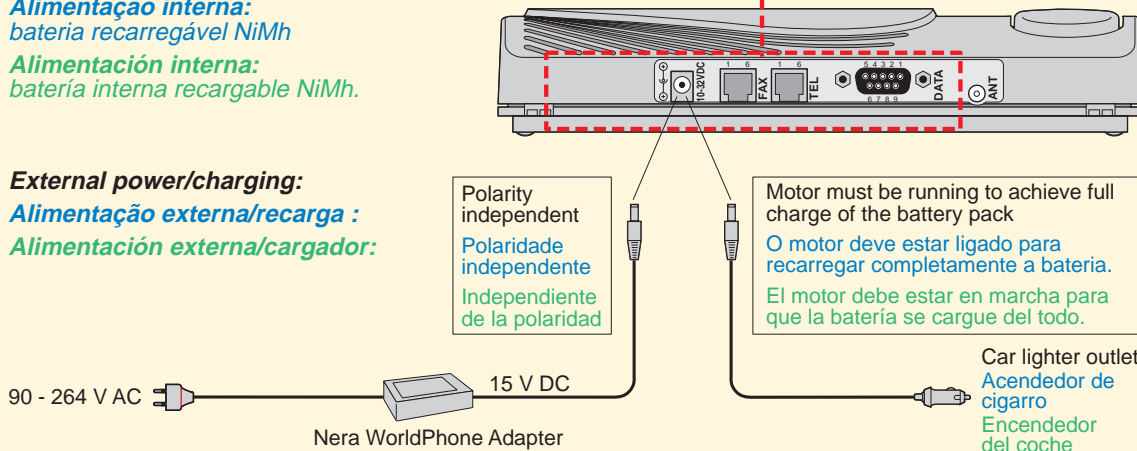 Alimentação interna:
bateria recarregável NiMh
Alimentación interna:
batería interna recargable NiMh.
10-32VDC
1 6
FAX
1 6
TEL
5 4 3 2 1
6 7 8 9
DATA
ANT
External power/charging:
Alimentação externa/recarga :
Alimentación externa/cargador:
Polarity
independent
Polaridade
independente
Independiente
de la polaridad
Motor must be running to achieve full
charge of the battery pack
O motor deve estar ligado para
recarregar completamente a bateria.
El motor debe estar en marcha para
que la batería se cargue del todo.
90 - 264 V AC
15 V DC
Nera WorldPhone Adapter
Car lighter outlet
Acendedor de
cigarro
Encendedor
del coche